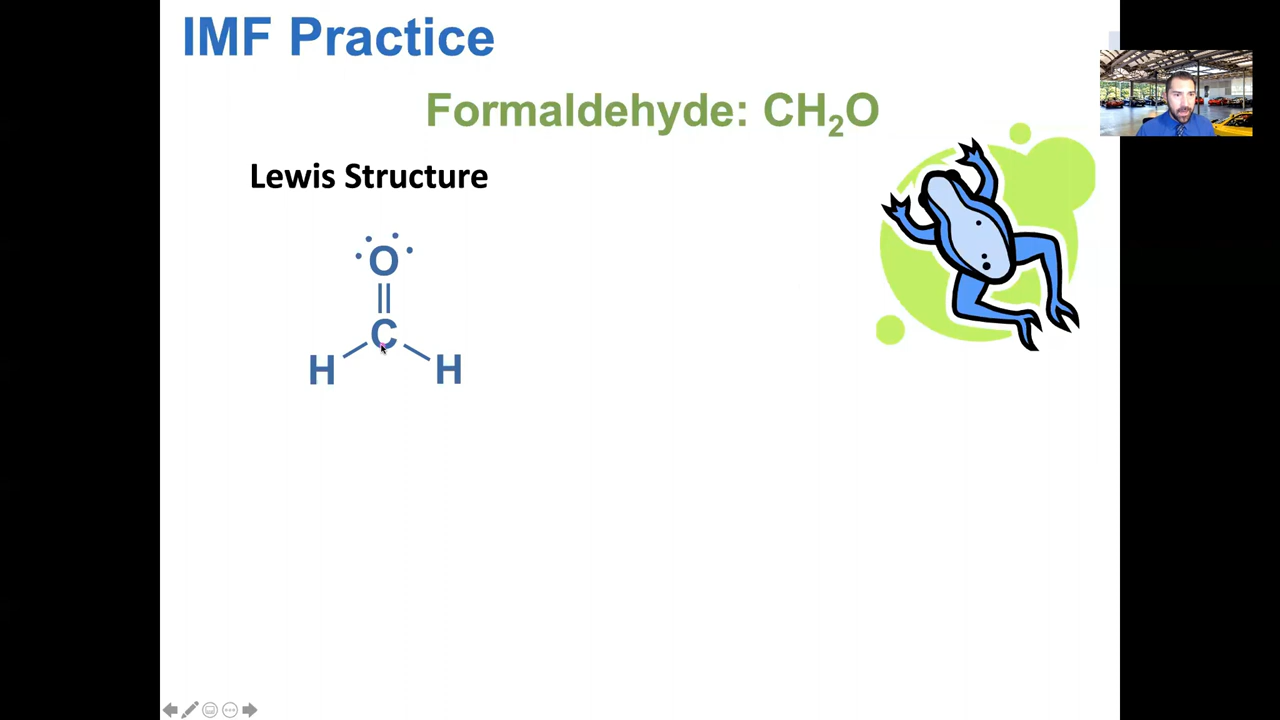 IMF Practice
Formaldehyde: CH₂O
Lewis Structure
O
C
H H